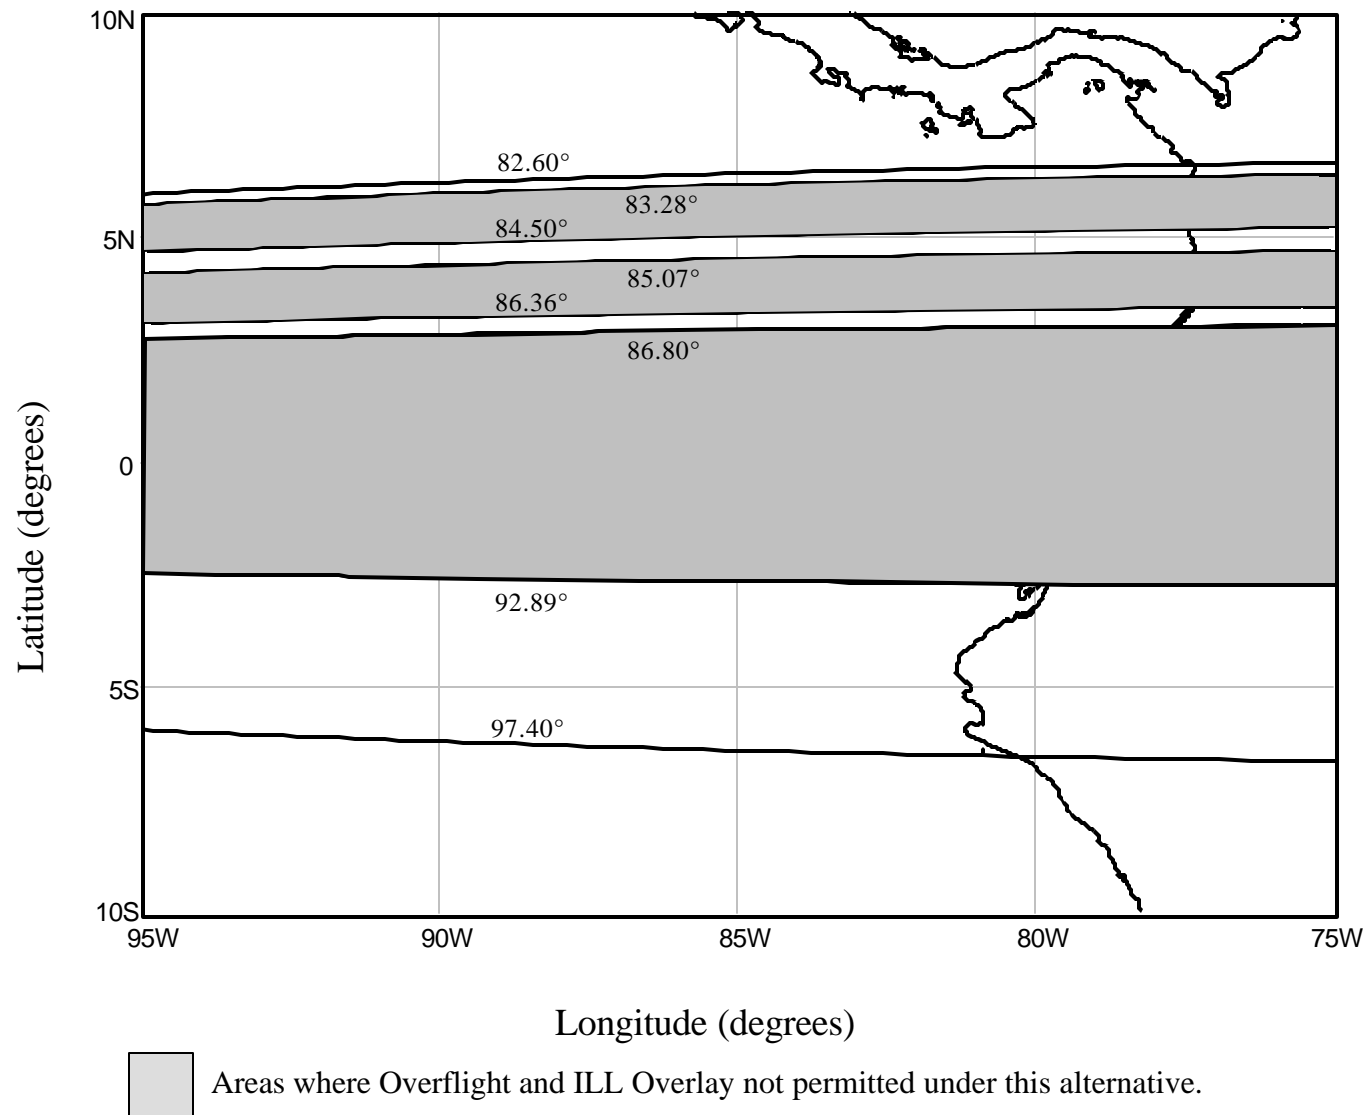 10N
82.60°
83.28°
84.50°
5N
85.07°
86.36°
86.80°
Latitude (degrees)
0
92.89°
5S
97.40°
10S
95W 90W 85W 80W 75W
Longitude (degrees)
Areas where Overflight and ILL Overlay not permitted under this alternative.